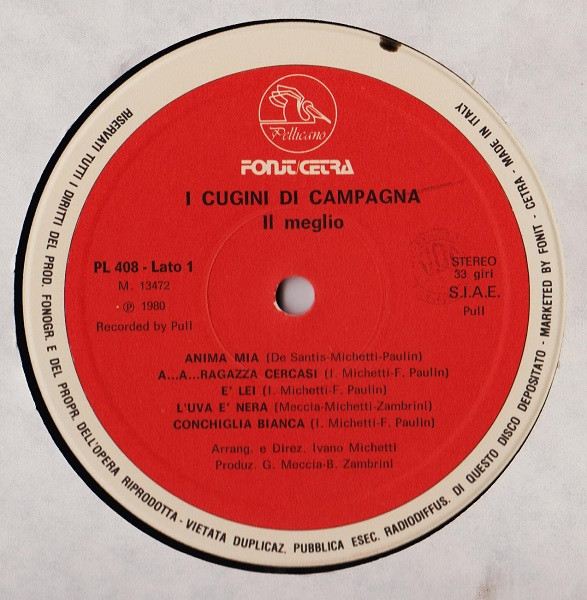 Pellicano
FONIT CETRA
I CUGINI DI CAMPAGNA
Il meglio
PL 408 - Lato 1
M. 13472
℗ 1980
Recorded by Pull
STEREO
33 giri
S.I.A.E.
Pull
ANIMA MIA (De Santis-Michetti-Paulin)
A...A...RAGAZZA CERCASI (I. Michetti-F. Paulin)
E' LEI (I. Michetti-F. Paulin)
L'UVA E' NERA (Meccia-Michetti-Zambrini)
CONCHIGLIA BIANCA (I. Michetti-F. Paulin)
Arrang. e Direz. Ivano Michetti
Produz. G. Meccia-B. Zambrini
RISERVATI TUTTI I DIRITTI DEL PROD. FONOGR. E DEL PROPR. DELL'OPERA RIPRODOTTA - VIETATA DUPLICAZ. PUBBLICA ESEC. RADIODIFFUS. DI QUESTO DISCO DEPOSITATO - MARKETED BY FONIT - CETRA - MADE IN ITALY